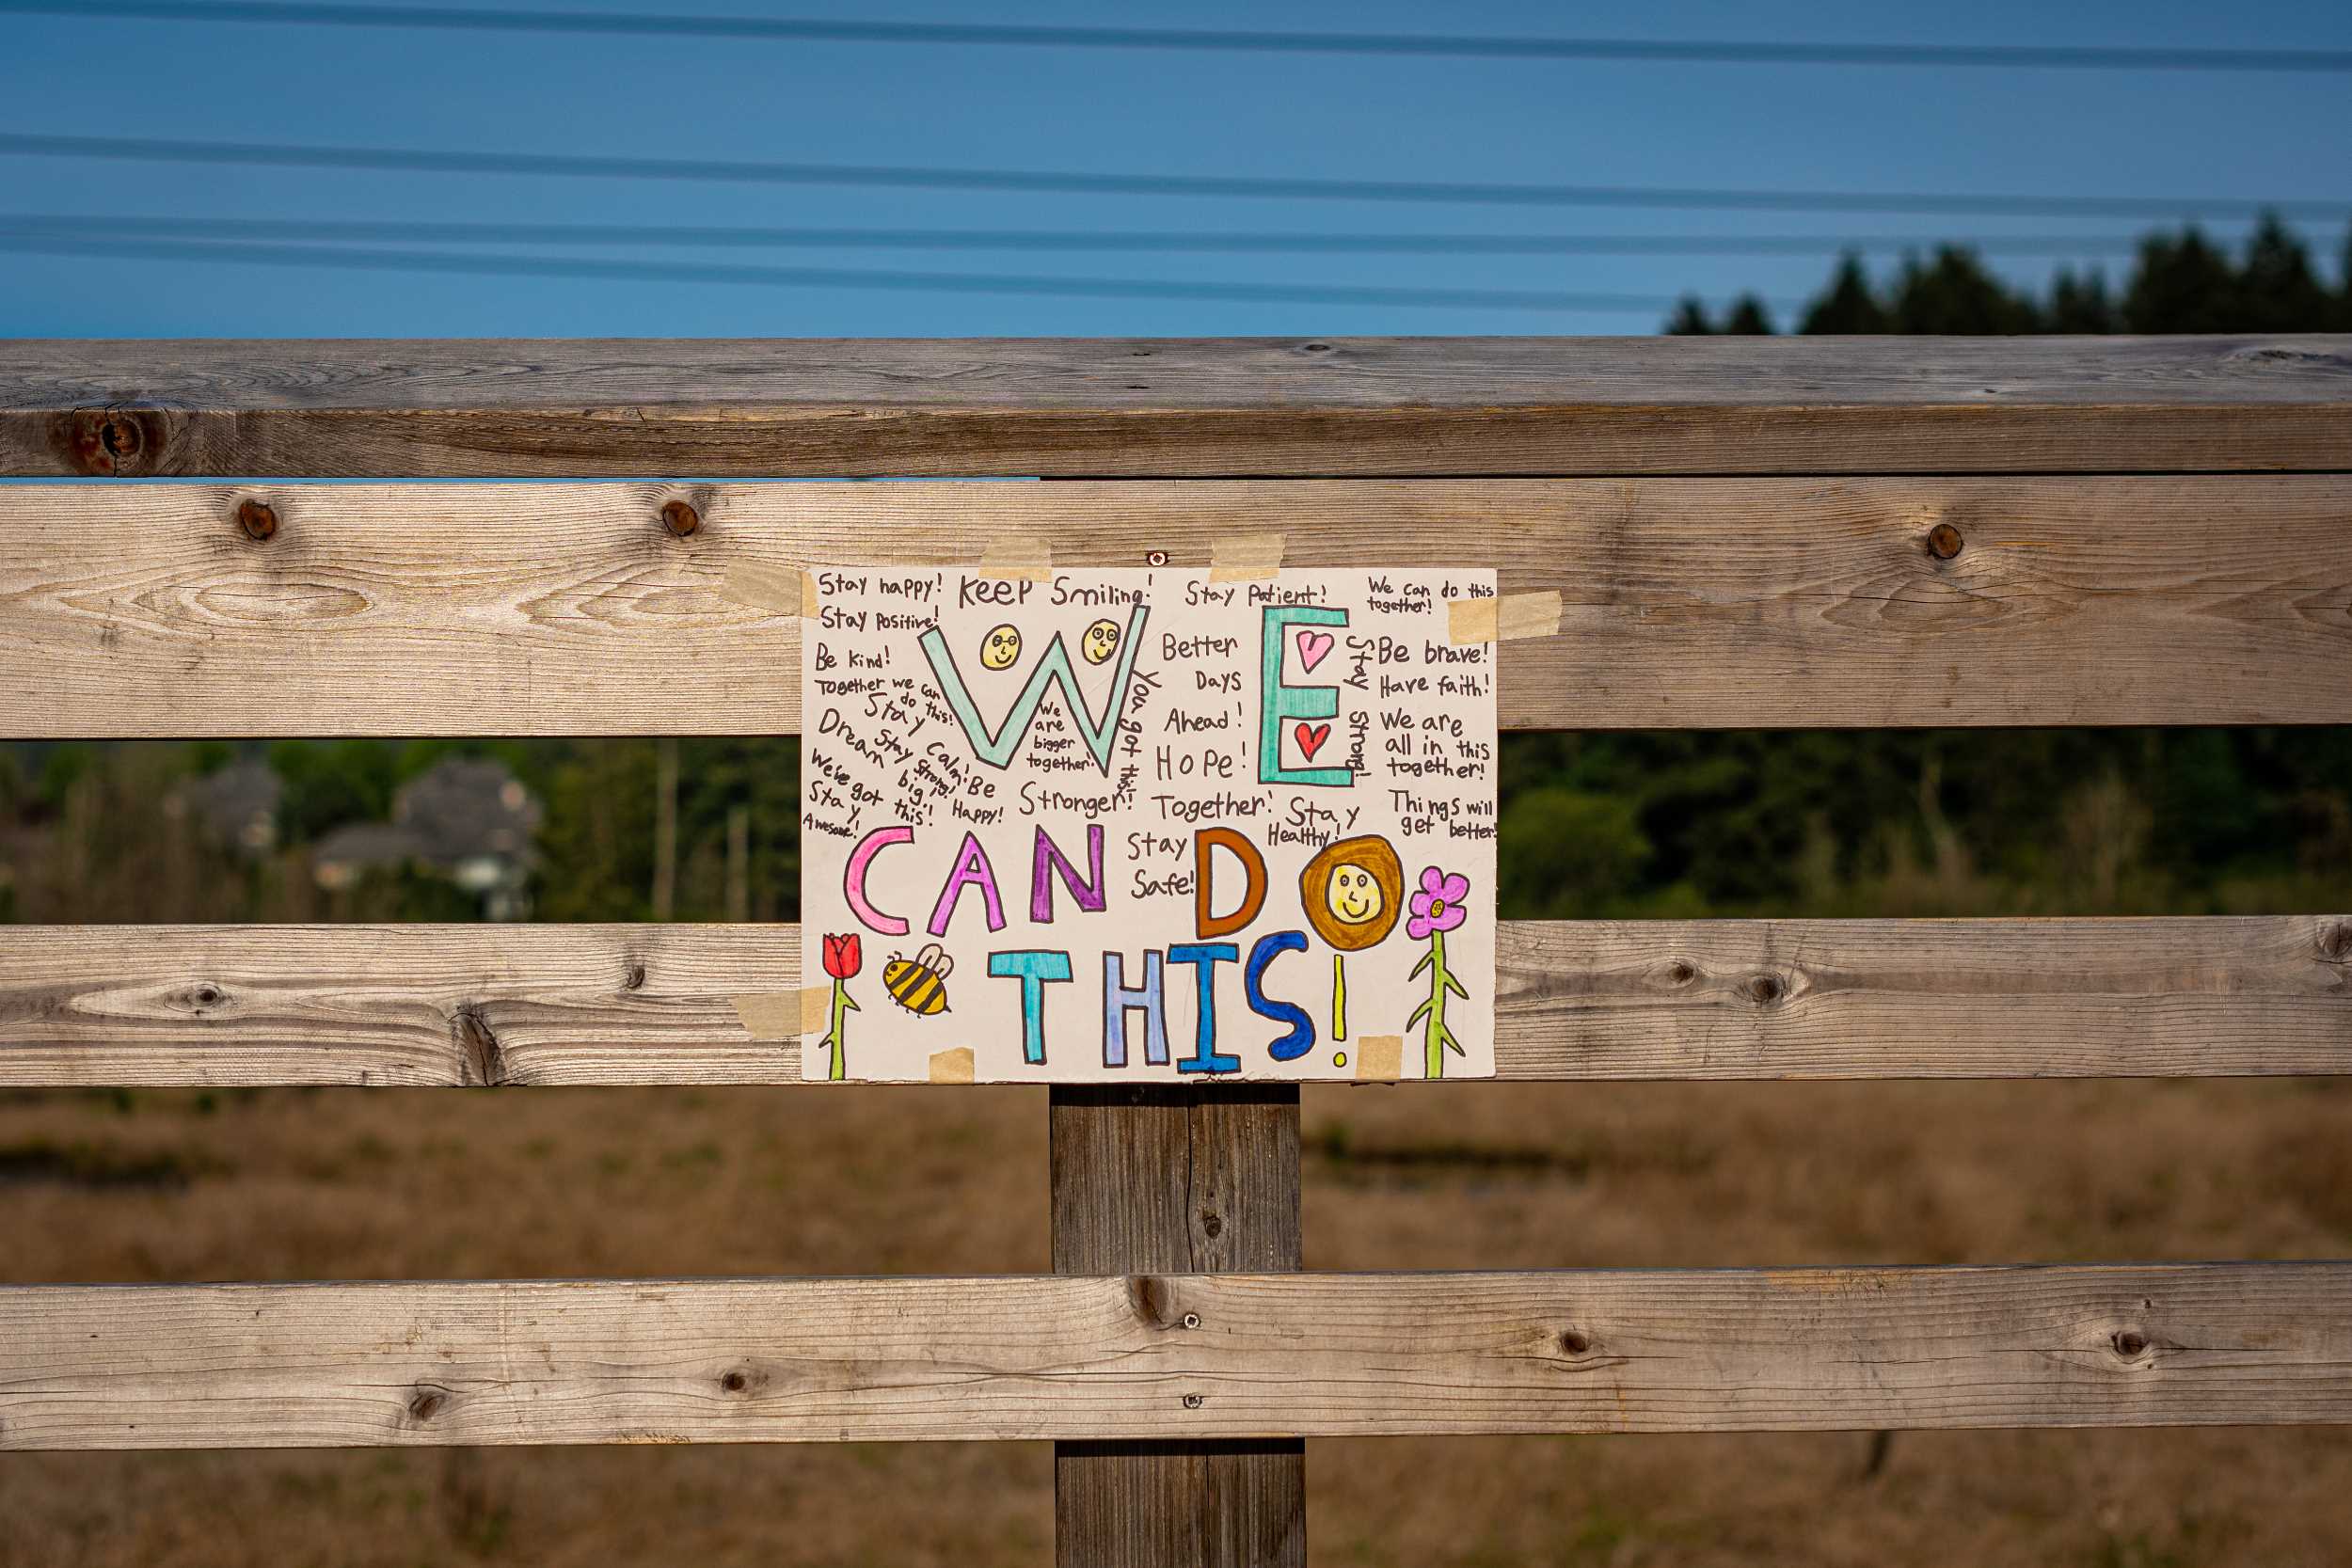 Stay happy! Keep Smiling! Stay Patient! We can do this together!
Stay Positive!
Be kind!
Together we can do this!
Stay Calm!
Dream big!
Stay Strong!
We've got this!
Stay Awesome!
Be Happy!
WE
We
are
bigger
together!
You got this!
Better
Days
Ahead!
Hope!
Stay Strong!
Be brave!
Have faith!
We are
all in this
together!
Things will
get better!
Stronger! Together! Stay
Healthy!
CAN DO
Stay
Safe!
THIS!